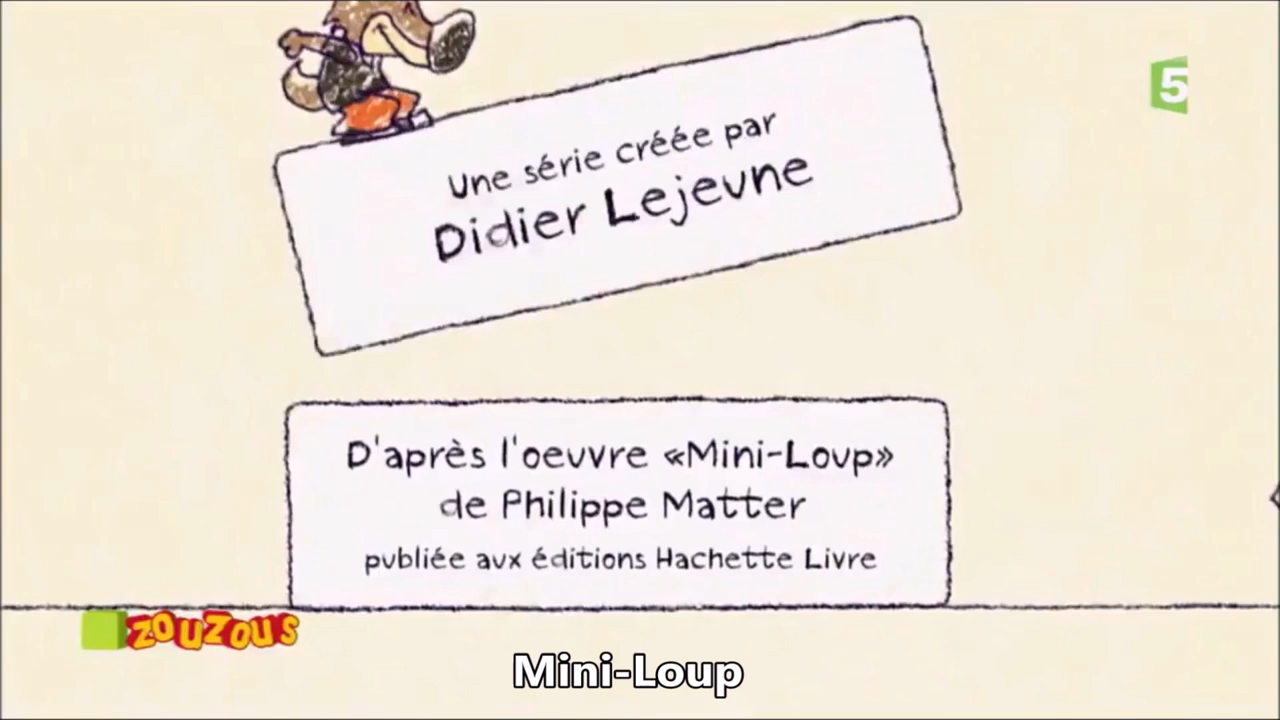 5
Une série créée par
Didier Lejeune
D'après l'oeuvre «Mini-Loup»
de Philippe Matter
publiée aux éditions Hachette Livre
ZOUZOUS
Mini-Loup